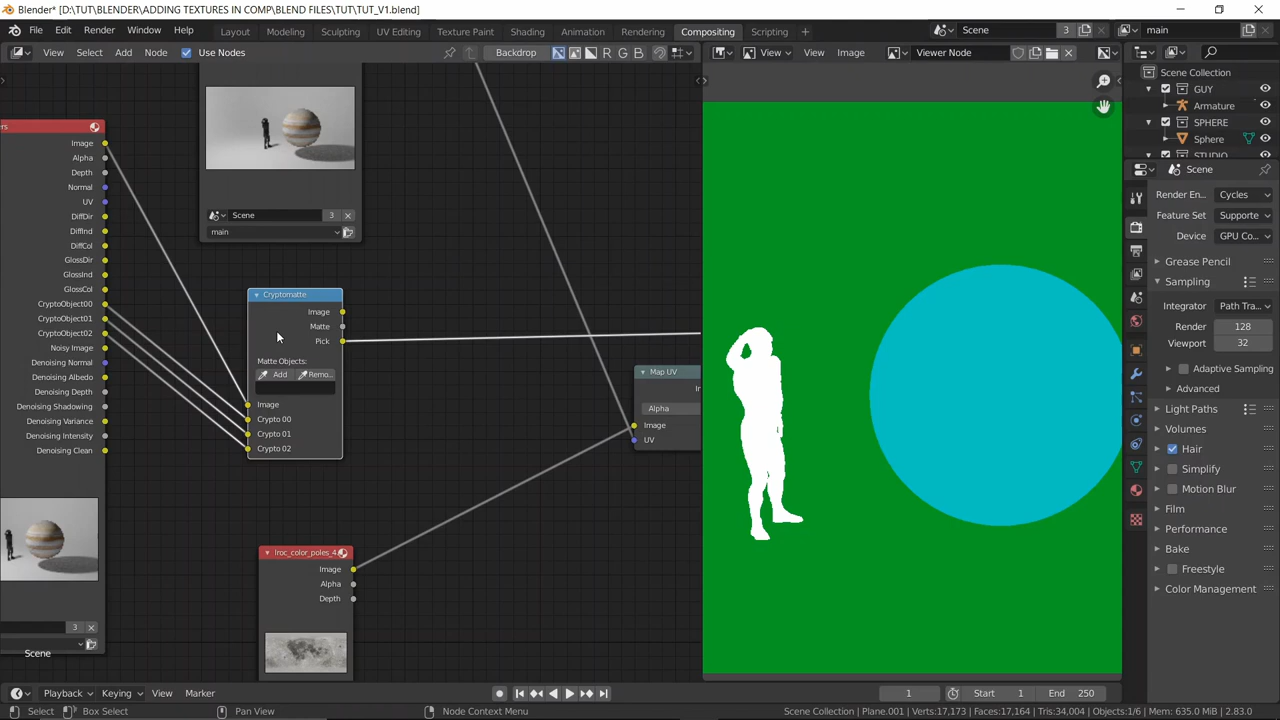 Blender* [D:\TUT\BLENDER\ADDING TEXTURES IN COMP\BLEND FILES\TUT\TUT_V1.blend]
File Edit Render Window Help Layout Modeling Sculpting UV Editing Texture Paint Shading Animation Rendering Compositing Scripting + Scene 3 main
View Select Add Node Use Nodes Backdrop R G B View View Image Viewer Node
Scene Collection
GUY
Armature
SPHERE
Sphere
STUDIO
Scene
Render En... Cycles
Feature Set Supporte
Device GPU Co...
Grease Pencil
Sampling
Integrator Path Tra...
Render 128
Viewport 32
Adaptive Sampling
Advanced
Light Paths
Volumes
Hair
Simplify
Motion Blur
Film
Performance
Bake
Freestyle
Color Management
ers
Image
Alpha
Depth
Normal
UV
DiffDir
DiffInd
DiffCol
GlossDir
GlossInd
GlossCol
CryptoObject00
CryptoObject01
CryptoObject02
Noisy Image
Denoising Normal
Denoising Albedo
Denoising Depth
Denoising Shadowing
Denoising Variance
Denoising Intensity
Denoising Clean
3
Scene
Scene 3
main
Cryptomatte
Image
Matte
Pick
Matte Objects:
Add Remo...
Image
Crypto 00
Crypto 01
Crypto 02
Map UV
Alpha
Image
UV
lroc_color_poles_4
Image
Alpha
Depth
Playback Keying View Marker 1 Start 1 End 250
Select Box Select Pan View Node Context Menu Scene Collection | Plane.001 | Verts:17,173 | Faces:17,164 | Tris:34,004 | Objects:1/6 | Mem: 635.0 MiB | 2.83.0